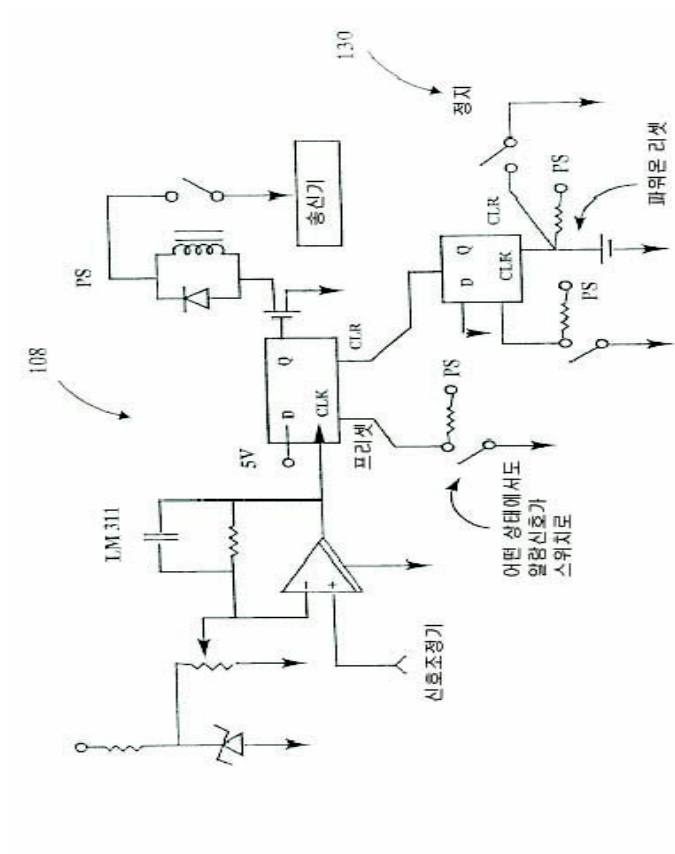 108
PS
LM 311
5V
D Q
송신기
CLK
130
CLR
프리셋
신호조정기
PS
정지
D Q
CLR
CLK
어떤 상태에서도
알람신호가
스위치로
PS
PS
파워온 리셋